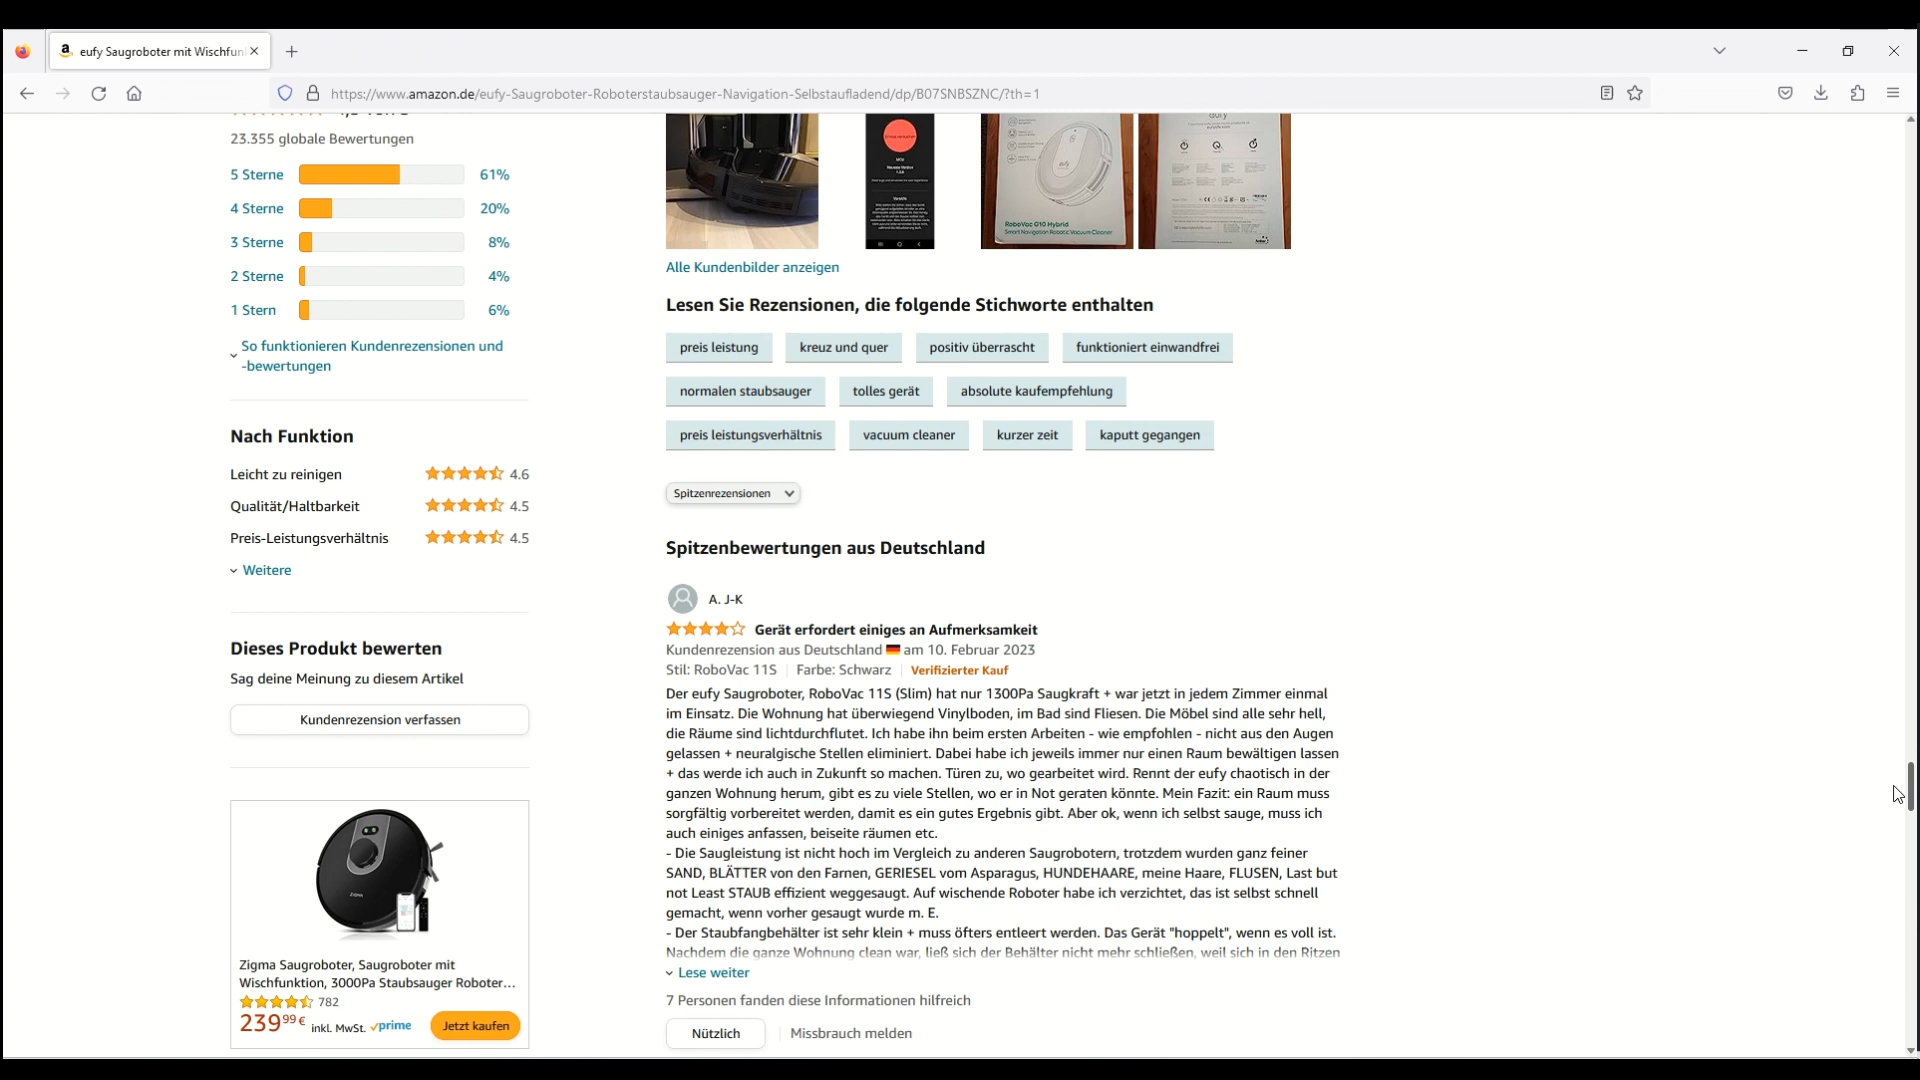 eufy Saugroboter mit Wischfun
https://www.amazon.de/eufy-Saugroboter-Roboterstaubsauger-Navigation-Selbstaufladend/dp/B07SNBSZNC/?th=1
23.355 globale Bewertungen
5 Sterne 61%
4 Sterne 20%
3 Sterne 8%
2 Sterne 4%
1 Stern 6%
So funktionieren Kundenrezensionen und
-bewertungen
Nach Funktion
Leicht zu reinigen 4.6
Qualität/Haltbarkeit 4.5
Preis-Leistungsverhältnis 4.5
Weitere
Dieses Produkt bewerten
Sag deine Meinung zu diesem Artikel
Kundenrezension verfassen
Zigma Saugroboter, Saugroboter mit
Wischfunktion, 3000Pa Staubsauger Roboter...
782
239,99 € inkl. MwSt. prime Jetzt kaufen
eufy
RoboVac G10 Hybrid
Smart Navigation Robotic Vacuum Cleaner
Alle Kundenbilder anzeigen
Lesen Sie Rezensionen, die folgende Stichworte enthalten
preis leistung kreuz und quer positiv überrascht funktioniert einwandfrei
normalen staubsauger tolles gerät absolute kaufempfehlung
preis leistungsverhältnis vacuum cleaner kurzer zeit kaputt gegangen
Spitzenrezensionen
Spitzenbewertungen aus Deutschland
A. J-K
Gerät erfordert einiges an Aufmerksamkeit
Kundenrezension aus Deutschland am 10. Februar 2023
Stil: RoboVac 11S Farbe: Schwarz Verifizierter Kauf
Der eufy Saugroboter, RoboVac 11S (Slim) hat nur 1300Pa Saugkraft + war jetzt in jedem Zimmer einmal
im Einsatz. Die Wohnung hat überwiegend Vinylboden, im Bad sind Fliesen. Die Möbel sind alle sehr hell,
die Räume sind lichtdurchflutet. Ich habe ihn beim ersten Arbeiten - wie empfohlen - nicht aus den Augen
gelassen + neuralgische Stellen eliminiert. Dabei habe ich jeweils immer nur einen Raum bewältigen lassen
+ das werde ich auch in Zukunft so machen. Türen zu, wo gearbeitet wird. Rennt der eufy chaotisch in der
ganzen Wohnung herum, gibt es zu viele Stellen, wo er in Not geraten könnte. Mein Fazit: ein Raum muss
sorgfältig vorbereitet werden, damit es ein gutes Ergebnis gibt. Aber ok, wenn ich selbst sauge, muss ich
auch einiges anfassen, beiseite räumen etc.
- Die Saugleistung ist nicht hoch im Vergleich zu anderen Saugrobotern, trotzdem wurden ganz feiner
SAND, BLÄTTER von den Farnen, GERIESEL vom Asparagus, HUNDEHAARE, meine Haare, FLUSEN, Last but
not Least STAUB effizient weggesaugt. Auf wischende Roboter habe ich verzichtet, das ist selbst schnell
gemacht, wenn vorher gesaugt wurde m. E.
- Der Staubfangbehälter ist sehr klein + muss öfters entleert werden. Das Gerät "hoppelt", wenn es voll ist.
Nachdem die ganze Wohnung clean war, ließ sich der Behälter nicht mehr schließen, weil sich in den Ritzen
Lese weiter
7 Personen fanden diese Informationen hilfreich
Nützlich Missbrauch melden